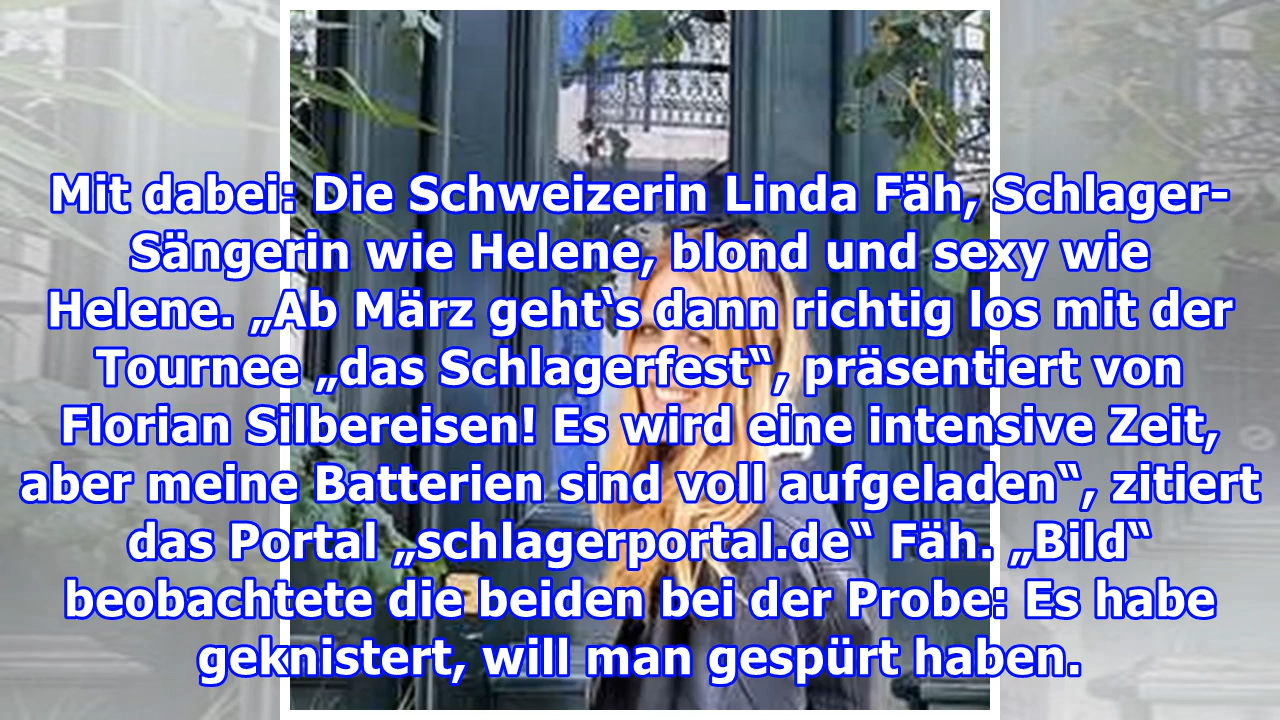 Mit dabei: Die Schweizerin Linda Fäh, Schlager-
Sängerin wie Helene, blond und sexy wie
Helene. „Ab März geht‘s dann richtig los mit der
Tournee „das Schlagerfest“, präsentiert von
Florian Silbereisen! Es wird eine intensive Zeit,
aber meine Batterien sind voll aufgeladen“, zitiert
das Portal „schlagerportal.de“ Fäh. „Bild“
beobachtete die beiden bei der Probe: Es habe
geknistert, will man gespürt haben.